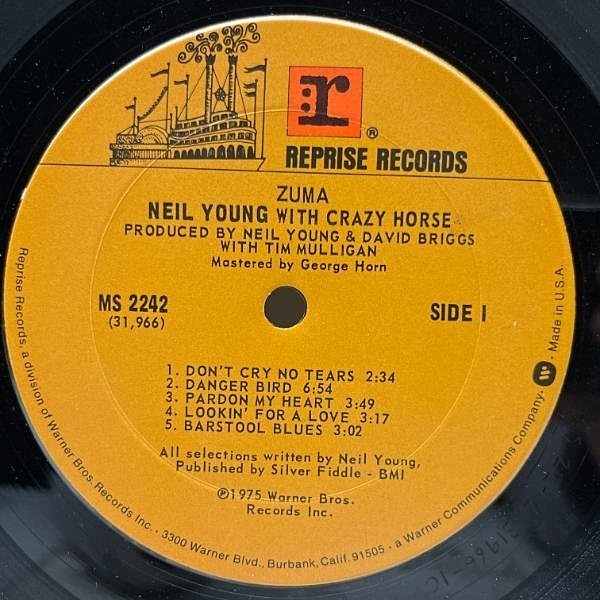 r
®
REPRISE RECORDS
ZUMA
NEIL YOUNG WITH CRAZY HORSE
PRODUCED BY NEIL YOUNG & DAVID BRIGGS
WITH TIM MULLIGAN
Mastered by George Horn
MS 2242
(31,966)
SIDE 1
1. DON'T CRY NO TEARS 2:34
2. DANGER BIRD 6:54
3. PARDON MY HEART 3:49
4. LOOKIN' FOR A LOVE 3:17
5. BARSTOOL BLUES 3:02
All selections written by Neil Young,
Published by Silver Fiddle - BMI
℗1975 Warner Bros.
Records Inc.
Reprise Records, a division of Warner Bros. Records Inc. • 3300 Warner Blvd., Burbank, Calif. 91505 • a Warner Communications Company • Made in U.S.A.